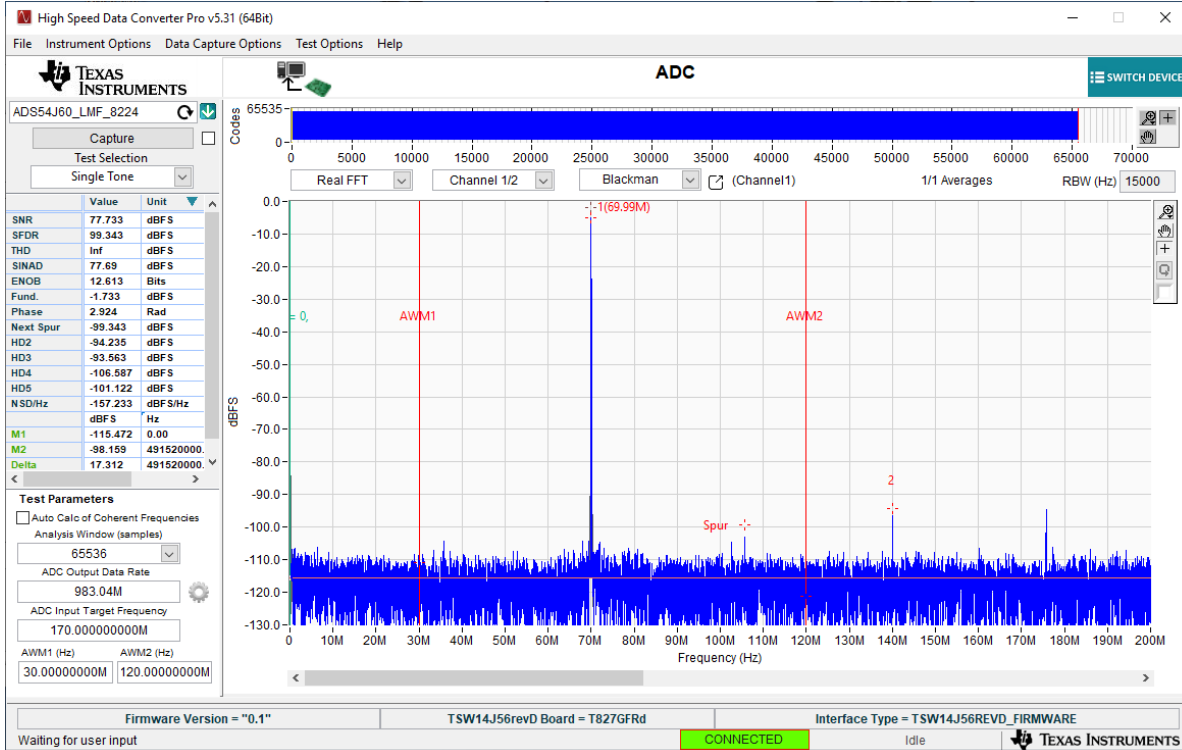 High Speed Data Converter Pro v5.31 (64Bit)
File Instrument Options Data Capture Options Test Options Help
TEXAS INSTRUMENTS
ADC
SWITCH DEVICE
ADS54J60_LMF_8224
Capture
Test Selection
Single Tone
Value Unit
SNR 77.733 dBFS
SFDR 99.343 dBFS
THD Inf dBFS
SINAD 77.69 dBFS
ENOB 12.613 Bits
Fund. -1.733 dBFS
Phase 2.924 Rad
Next Spur -99.343 dBFS
HD2 -94.235 dBFS
HD3 -93.563 dBFS
HD4 -106.587 dBFS
HD5 -101.122 dBFS
NSD/Hz -157.233 dBFS/Hz
dBFS Hz
M1 -115.472 0.00
M2 -98.159 491520000.
Delta 17.312 491520000.
Test Parameters
Auto Calc of Coherent Frequencies
Analysis Window (samples)
65536
ADC Output Data Rate
983.04M
ADC Input Target Frequency
170.000000000M
AWM1 (Hz) AWM2 (Hz)
30.00000000M 120.00000000M
Codes
65535
0
0 5000 10000 15000 20000 25000 30000 35000 40000 45000 50000 55000 60000 65000 70000
Real FFT Channel 1/2 Blackman (Channel1) 1/1 Averages RBW (Hz) 15000
dBFS
0.0
-10.0
-20.0
-30.0
-40.0
-50.0
-60.0
-70.0
-80.0
-90.0
-100.0
-110.0
-120.0
-130.0
1(69.99M)
= 0,
AWM1
AWM2
2
Spur
0 10M 20M 30M 40M 50M 60M 70M 80M 90M 100M 110M 120M 130M 140M 150M 160M 170M 180M 190M 200M
Frequency (Hz)
Firmware Version = "0.1" TSW14J56revD Board = T827GFRd Interface Type = TSW14J56REVD_FIRMWARE
Waiting for user input CONNECTED Idle TEXAS INSTRUMENTS